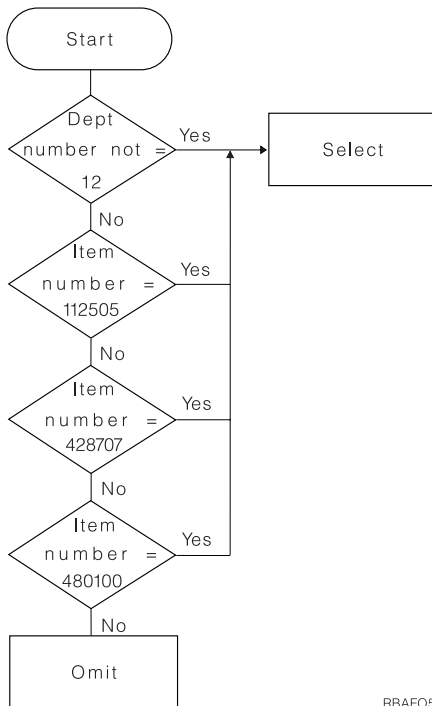 Start
Dept
number not =
12
Yes
Select
No
Item
number =
112505
Yes
No
Item
number =
428707
Yes
No
Item
number =
480100
Yes
No
Omit